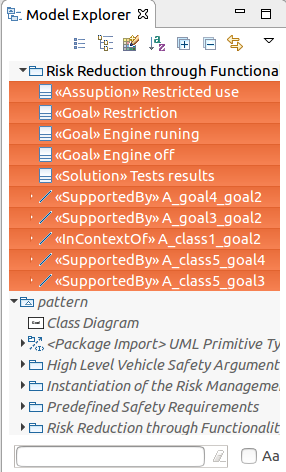 Model Explorer
Risk Reduction through Functiona
«Assuption» Restricted use
«Goal» Restriction
«Goal» Engine runing
«Goal» Engine off
«Solution» Tests results
«SupportedBy» A_goal4_goal2
«SupportedBy» A_goal3_goal2
«InContextOf» A_class1_goal2
«SupportedBy» A_class5_goal4
«SupportedBy» A_class5_goal3
pattern
Class Diagram
<Package Import> UML Primitive Ty
High Level Vehicle Safety Argument
Instantiation of the Risk Manageme
Predefined Safety Requirements
Risk Reduction through Functionalit
Aa